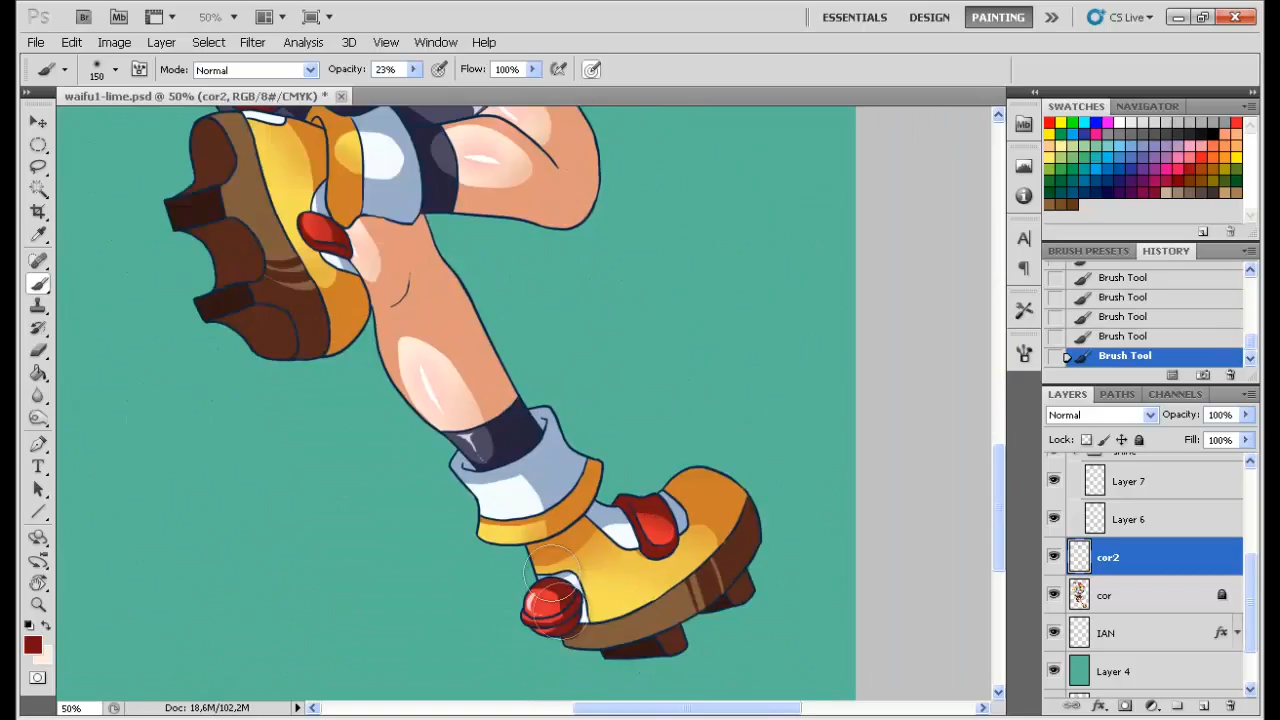 Ps Br Mb 50% ESSENTIALS DESIGN PAINTING CS Live
File Edit Image Layer Select Filter Analysis 3D View Window Help
150 Mode: Normal Opacity: 23% Flow: 100%
waifu1-lime.psd @ 50% (cor2, RGB/8#/CMYK) *
SWATCHES NAVIGATOR
Mb
BRUSH PRESETS HISTORY
Brush Tool
Brush Tool
Brush Tool
Brush Tool
Brush Tool
LAYERS PATHS CHANNELS
Normal Opacity: 100%
Lock: Fill: 100%
Layer 7
Layer 6
cor2
cor
IAN fx
Layer 4
50% Doc: 18,6M/102,2M